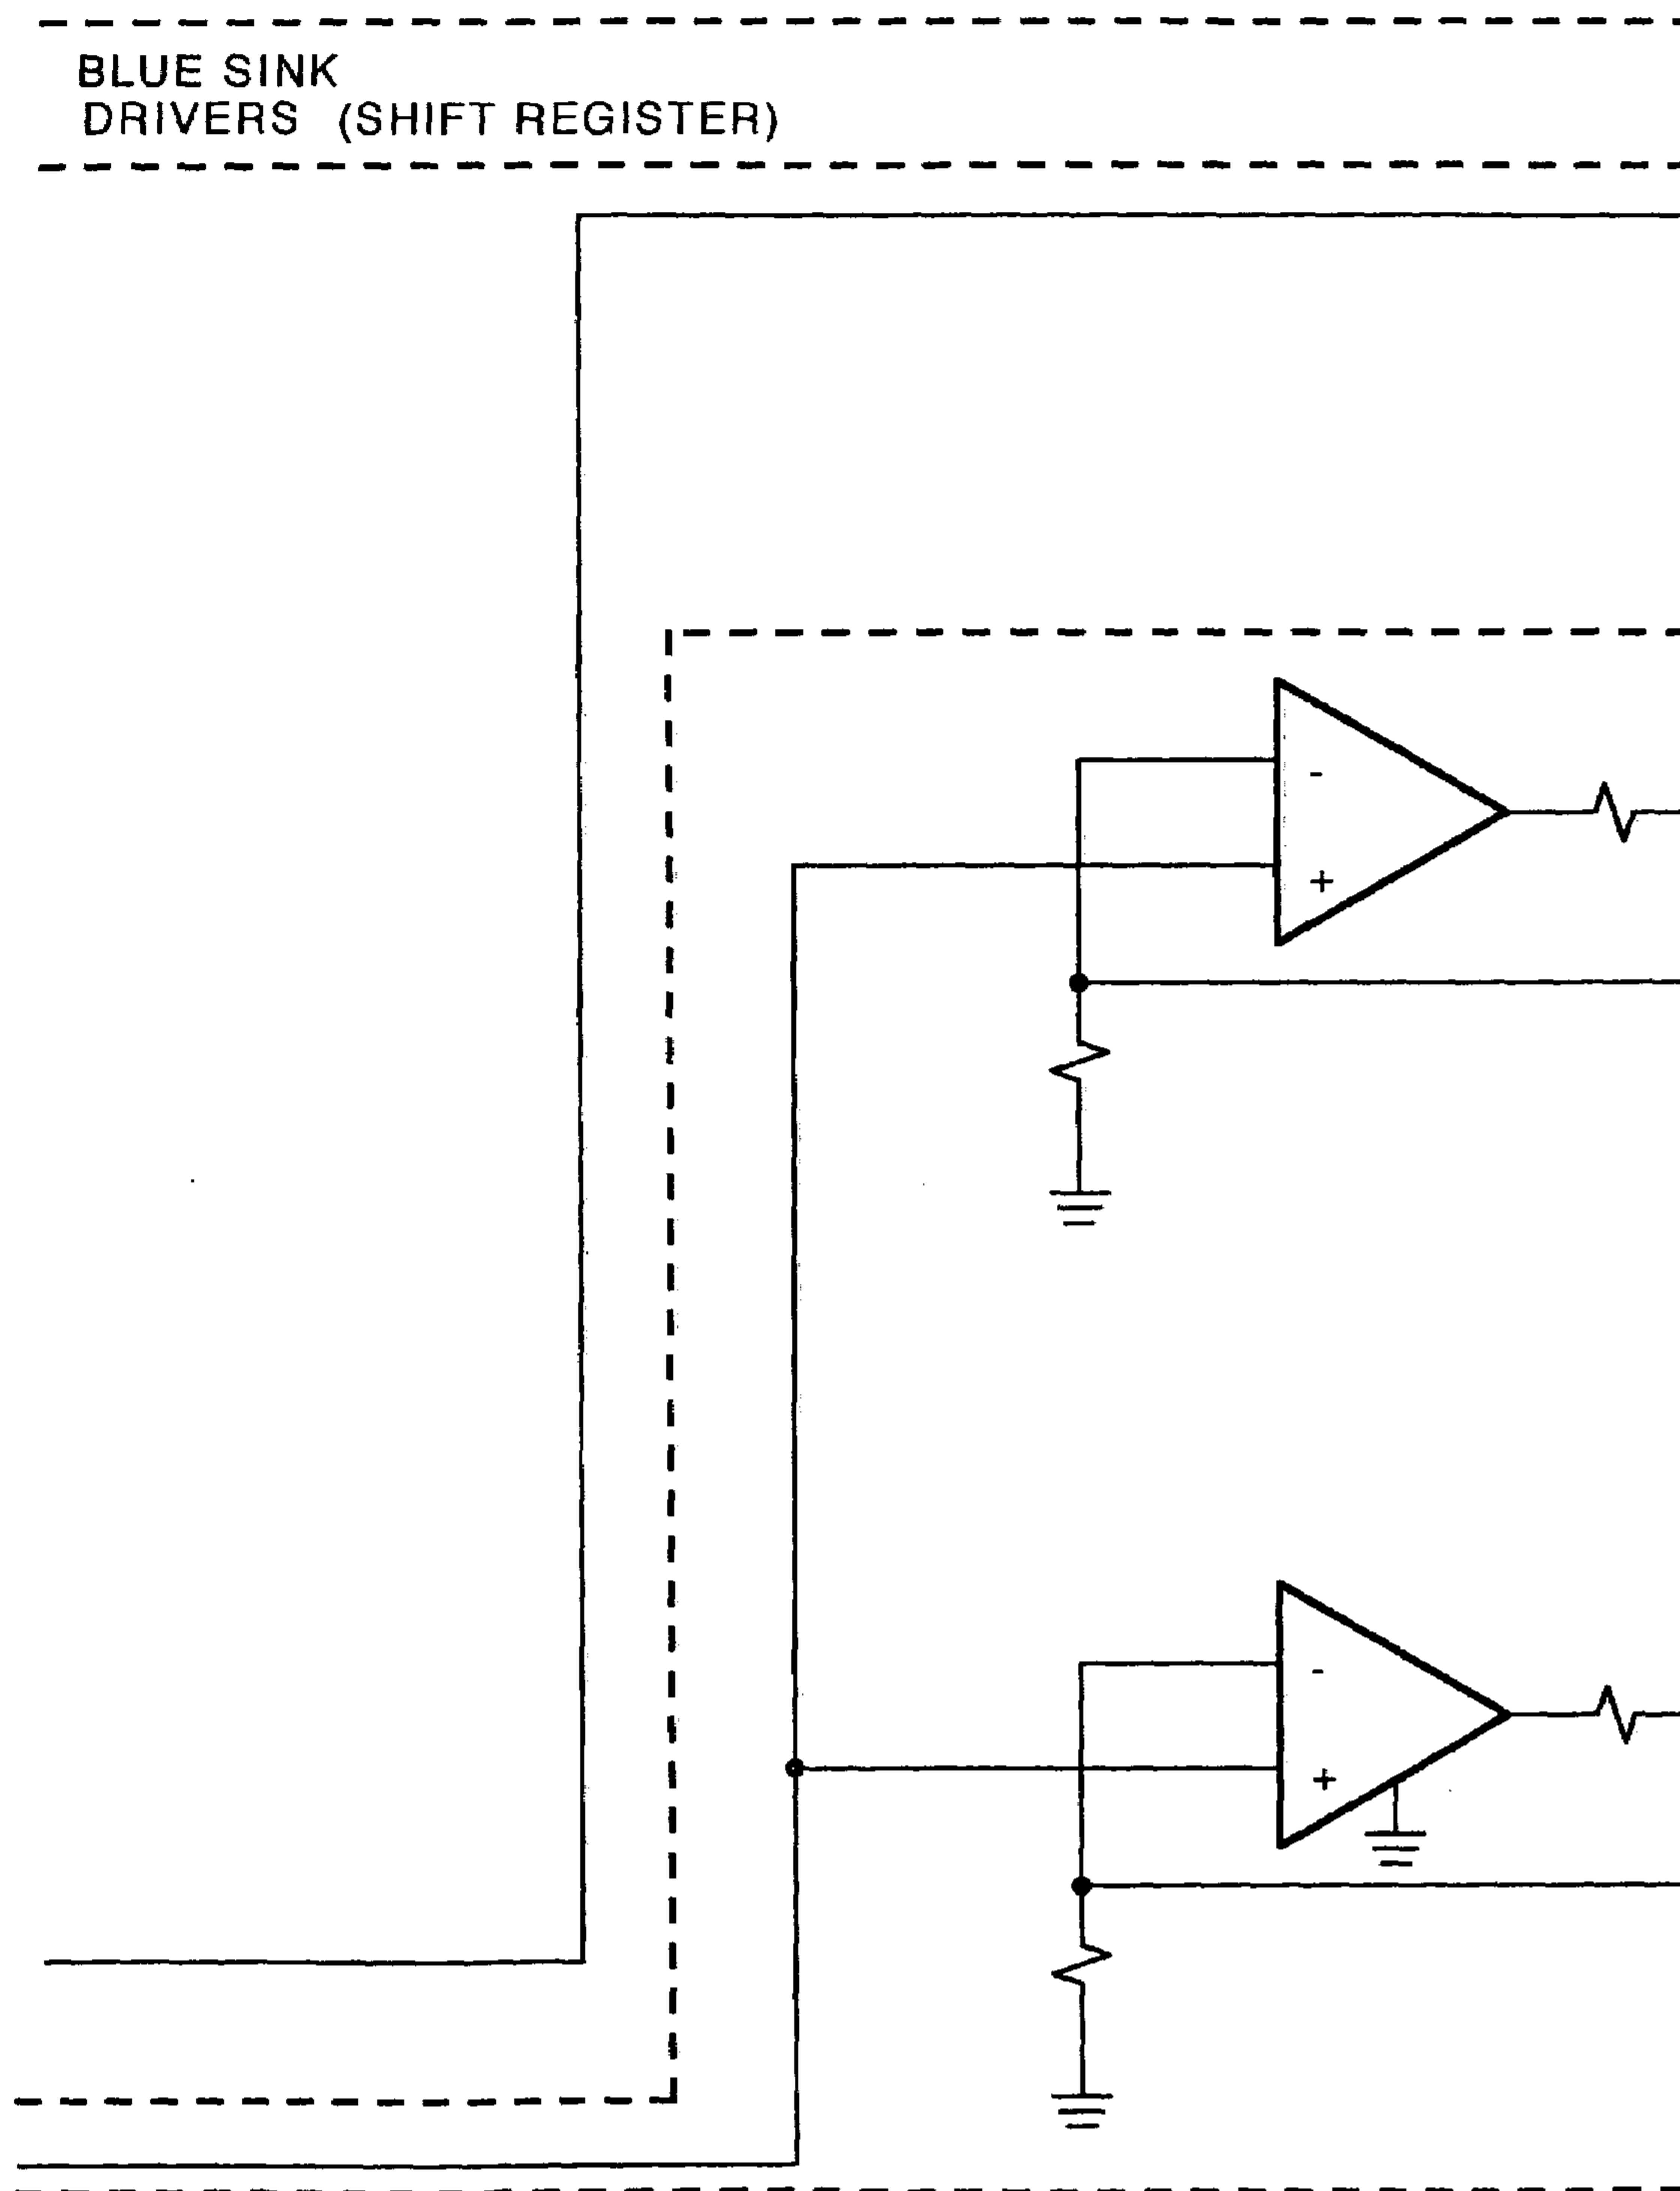 BLUE SINK
DRIVERS (SHIFT REGISTER)
-
+
-
+